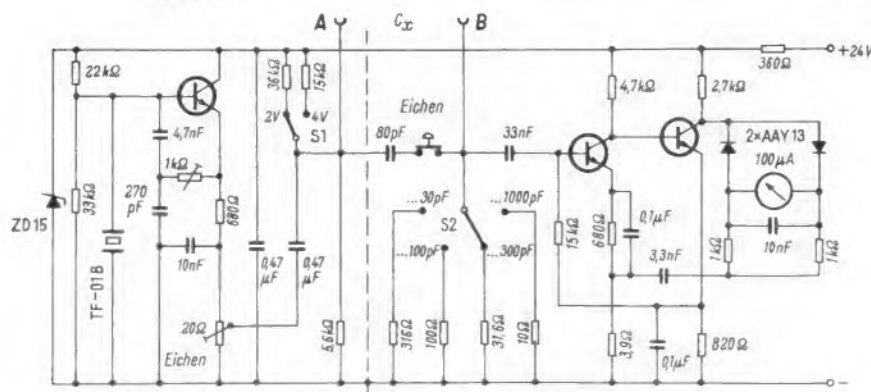 A
C_x
B
+24V
22kΩ
36kΩ
15kΩ
4,7kΩ
2,7kΩ
360Ω
2V
4V
S1
Eichen
80pF
33nF
2×AAY 13
100µA
4,7nF
1kΩ
270 pF
680Ω
...30pF
...1000pF
S2
...100pF
...300pF
15kΩ
680Ω
0,1µF
3,3nF
1kΩ
10nF
1kΩ
ZD15
33kΩ
TF-01B
10nF
0,47 µF
0,47 µF
20Ω
Eichen
5,6kΩ
316Ω
100Ω
31,6Ω
10Ω
3,9Ω
0,1µF
820Ω
-